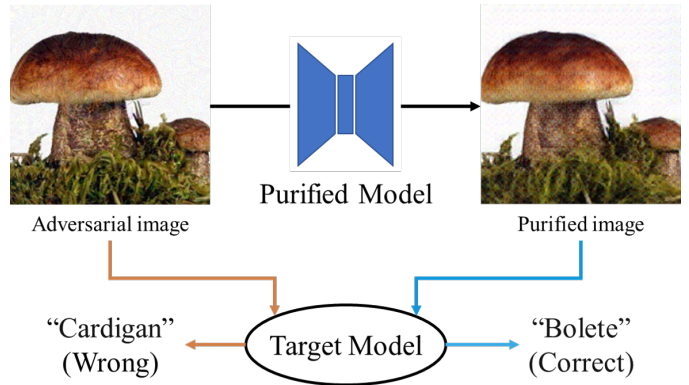 Purified Model
Adversarial image
Purified image
“Cardigan”
(Wrong)
Target Model
“Bolete”
(Correct)